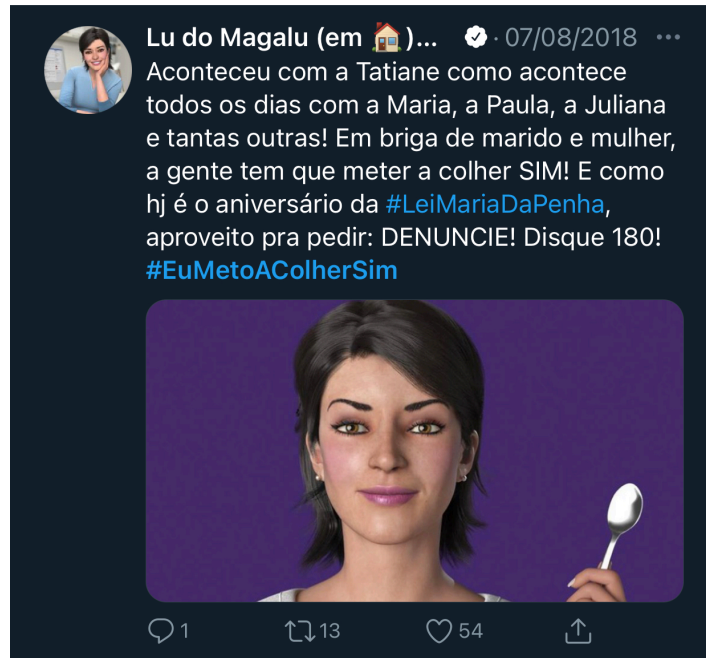 Lu do Magalu (em 🏠)... · 07/08/2018 ···
Aconteceu com a Tatiane como acontece
todos os dias com a Maria, a Paula, a Juliana
e tantas outras! Em briga de marido e mulher,
a gente tem que meter a colher SIM! E como
hj é o aniversário da #LeiMariaDaPenha,
aproveito pra pedir: DENUNCIE! Disque 180!
#EuMetoAColherSim
1 13 54